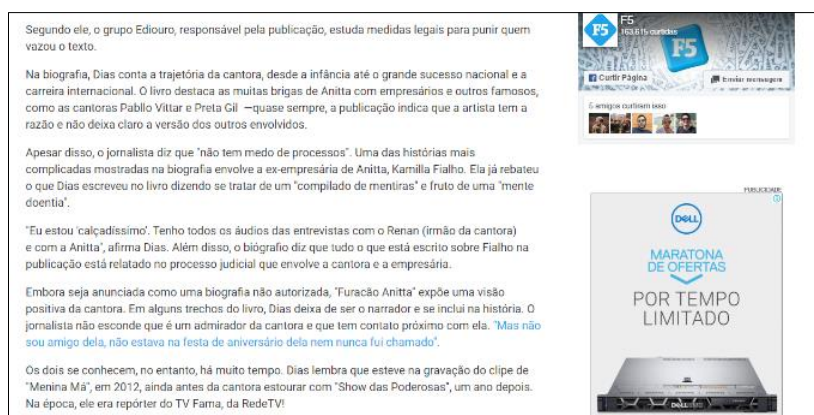 Segundo ele, o grupo Ediouro, responsável pela publicação, estuda medidas legais para punir quem
vazou o texto.
Na biografia, Dias conta a trajetória da cantora, desde a infância até o grande sucesso nacional e a
carreira internacional. O livro destaca as muitas brigas de Anitta com empresários e outros famosos,
como as cantoras Pabllo Vittar e Preta Gil —quase sempre, a publicação indica que a artista tem a
razão e não deixa claro a versão dos outros envolvidos.
Apesar disso, o jornalista diz que "não tem medo de processos". Uma das histórias mais
complicadas mostradas na biografia envolve a ex-empresária de Anitta, Kamilla Fialho. Ela já rebateu
o que Dias escreveu no livro dizendo se tratar de um "compilado de mentiras" e fruto de uma "mente
doentia".
"Eu estou 'calçadíssimo'. Tenho todos os áudios das entrevistas com o Renan (irmão da cantora)
e com a Anitta", afirma Dias. Além disso, o biógrafio diz que tudo o que está escrito sobre Fialho na
publicação está relatado no processo judicial que envolve a cantora e a empresária.
Embora seja anunciada como uma biografia não autorizada, "Furacão Anitta" expõe uma visão
positiva da cantora. Em alguns trechos do livro, Dias deixa de ser o narrador e se inclui na história. O
jornalista não esconde que é um admirador da cantora e que tem contato próximo com ela. "Mas não
sou amigo dela, não estava na festa de aniversário dela nem nunca fui chamado".
Os dois se conhecem, no entanto, há muito tempo. Dias lembra que esteve na gravação do clipe de
"Menina Má", em 2012, ainda antes da cantora estourar com "Show das Poderosas", um ano depois.
Na época, ele era repórter do TV Fama, da RedeTV!
F5
F5
163.615 curtidas
F5
Curtir Página
Enviar mensagem
5 amigos curtiram isso
PUBLICIDADE
DELL
MARATONA
DE OFERTAS
POR TEMPO
LIMITADO
DELL